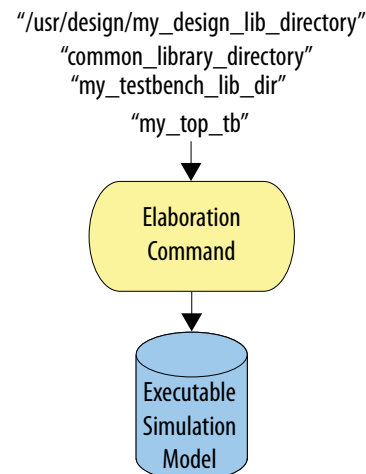 “/usr/design/my_design_lib_directory”
“common_library_directory”
“my_testbench_lib_dir”
“my_top_tb”
Elaboration
Command
Executable
Simulation
Model